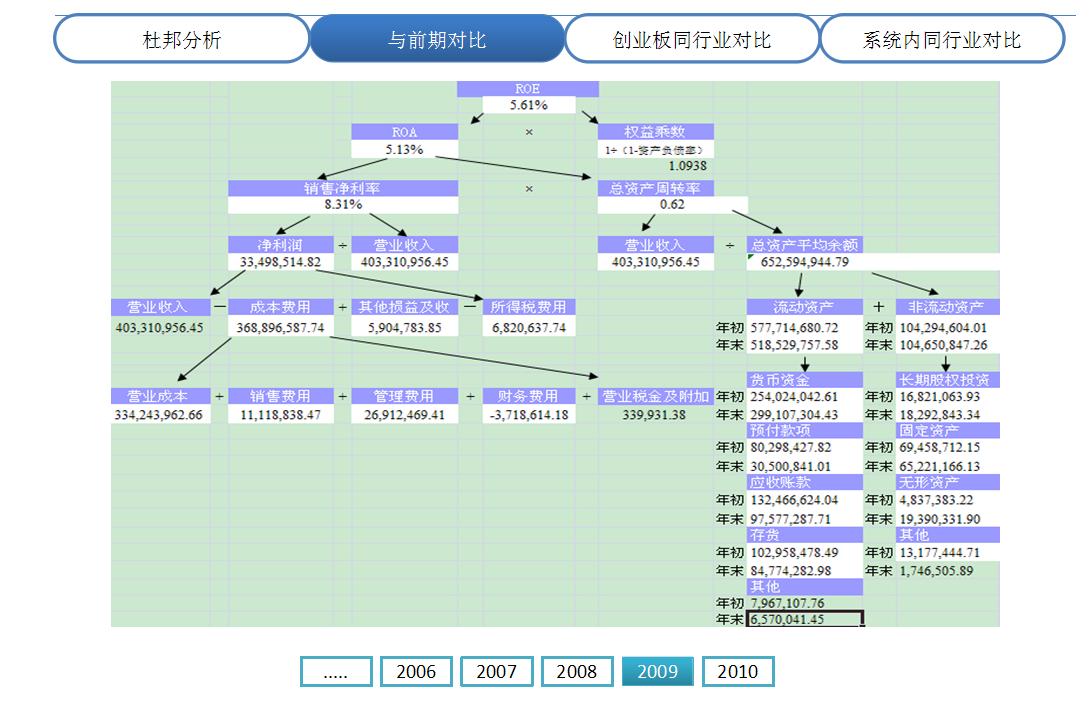 杜邦分析 与前期对比 创业板同行业对比 系统内同行业对比
ROE
5.61%
ROA × 权益乘数
5.13% 1÷（1-资产负债率）
1.0938
销售净利率 × 总资产周转率
8.31% 0.62
净利润 ÷ 营业收入 营业收入 ÷ 总资产平均余额
33,498,514.82 403,310,956.45 403,310,956.45 652,594,944.79
营业收入 − 成本费用 + 其他损益及收 − 所得税费用 流动资产 + 非流动资产
403,310,956.45 368,896,587.74 5,904,783.85 6,820,637.74 年初 577,714,680.72 年初 104,294,604.01
年末 518,529,757.58 年末 104,650,847.26
货币资金 长期股权投资
营业成本 + 销售费用 + 管理费用 + 财务费用 + 营业税金及附加 年初 254,024,042.61 年初 16,821,063.93
334,243,962.66 11,118,838.47 26,912,469.41 -3,718,614.18 339,931.38 年末 299,107,304.43 年末 18,292,843.34
预付款项 固定资产
年初 80,298,427.82 年初 69,458,712.15
年末 30,500,841.01 年末 65,221,166.13
应收账款 无形资产
年初 132,466,624.04 年初 4,837,383.22
年末 97,577,287.71 年末 19,390,331.90
存货 其他
年初 102,958,478.49 年初 13,177,444.71
年末 84,774,282.98 年末 1,746,505.89
其他
年初 7,967,107.76
年末 6,570,041.45
..... 2006 2007 2008 2009 2010